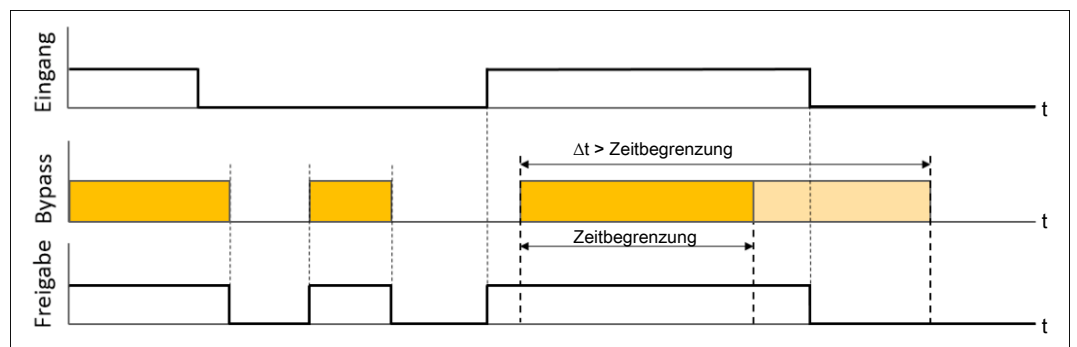 Eingang
t
Bypass
Δt > Zeitbegrenzung
t
Zeitbegrenzung
Freigabe
t